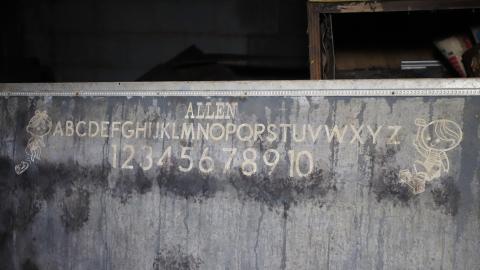 ALLEN
ABCDEFGHIJKLMNOPQRSTUVWXYZ
12345678910